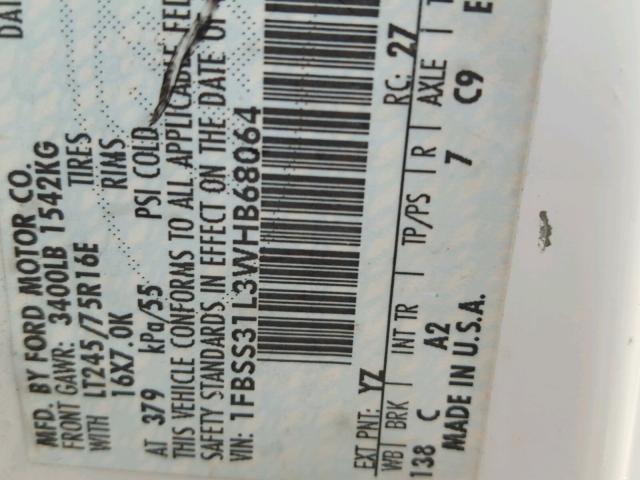 DATE
MFD. BY FORD MOTOR CO.
FRONT GAWR: 3400LB 1542KG
WITH LT245/75R16E TIRES
16X7.0K RIMS
AT 379 kPa/55 PSI COLD
THIS VEHICLE CONFORMS TO ALL APPLICABLE FED
SAFETY STANDARDS IN EFFECT ON THE DATE OF
VIN: 1FBSS31L3WHB68064
EXT PNT: YZ RC: 27
WB BRK INT TR TP/PS R AXLE T
138 C A2 7 C9 E
MADE IN U.S.A.